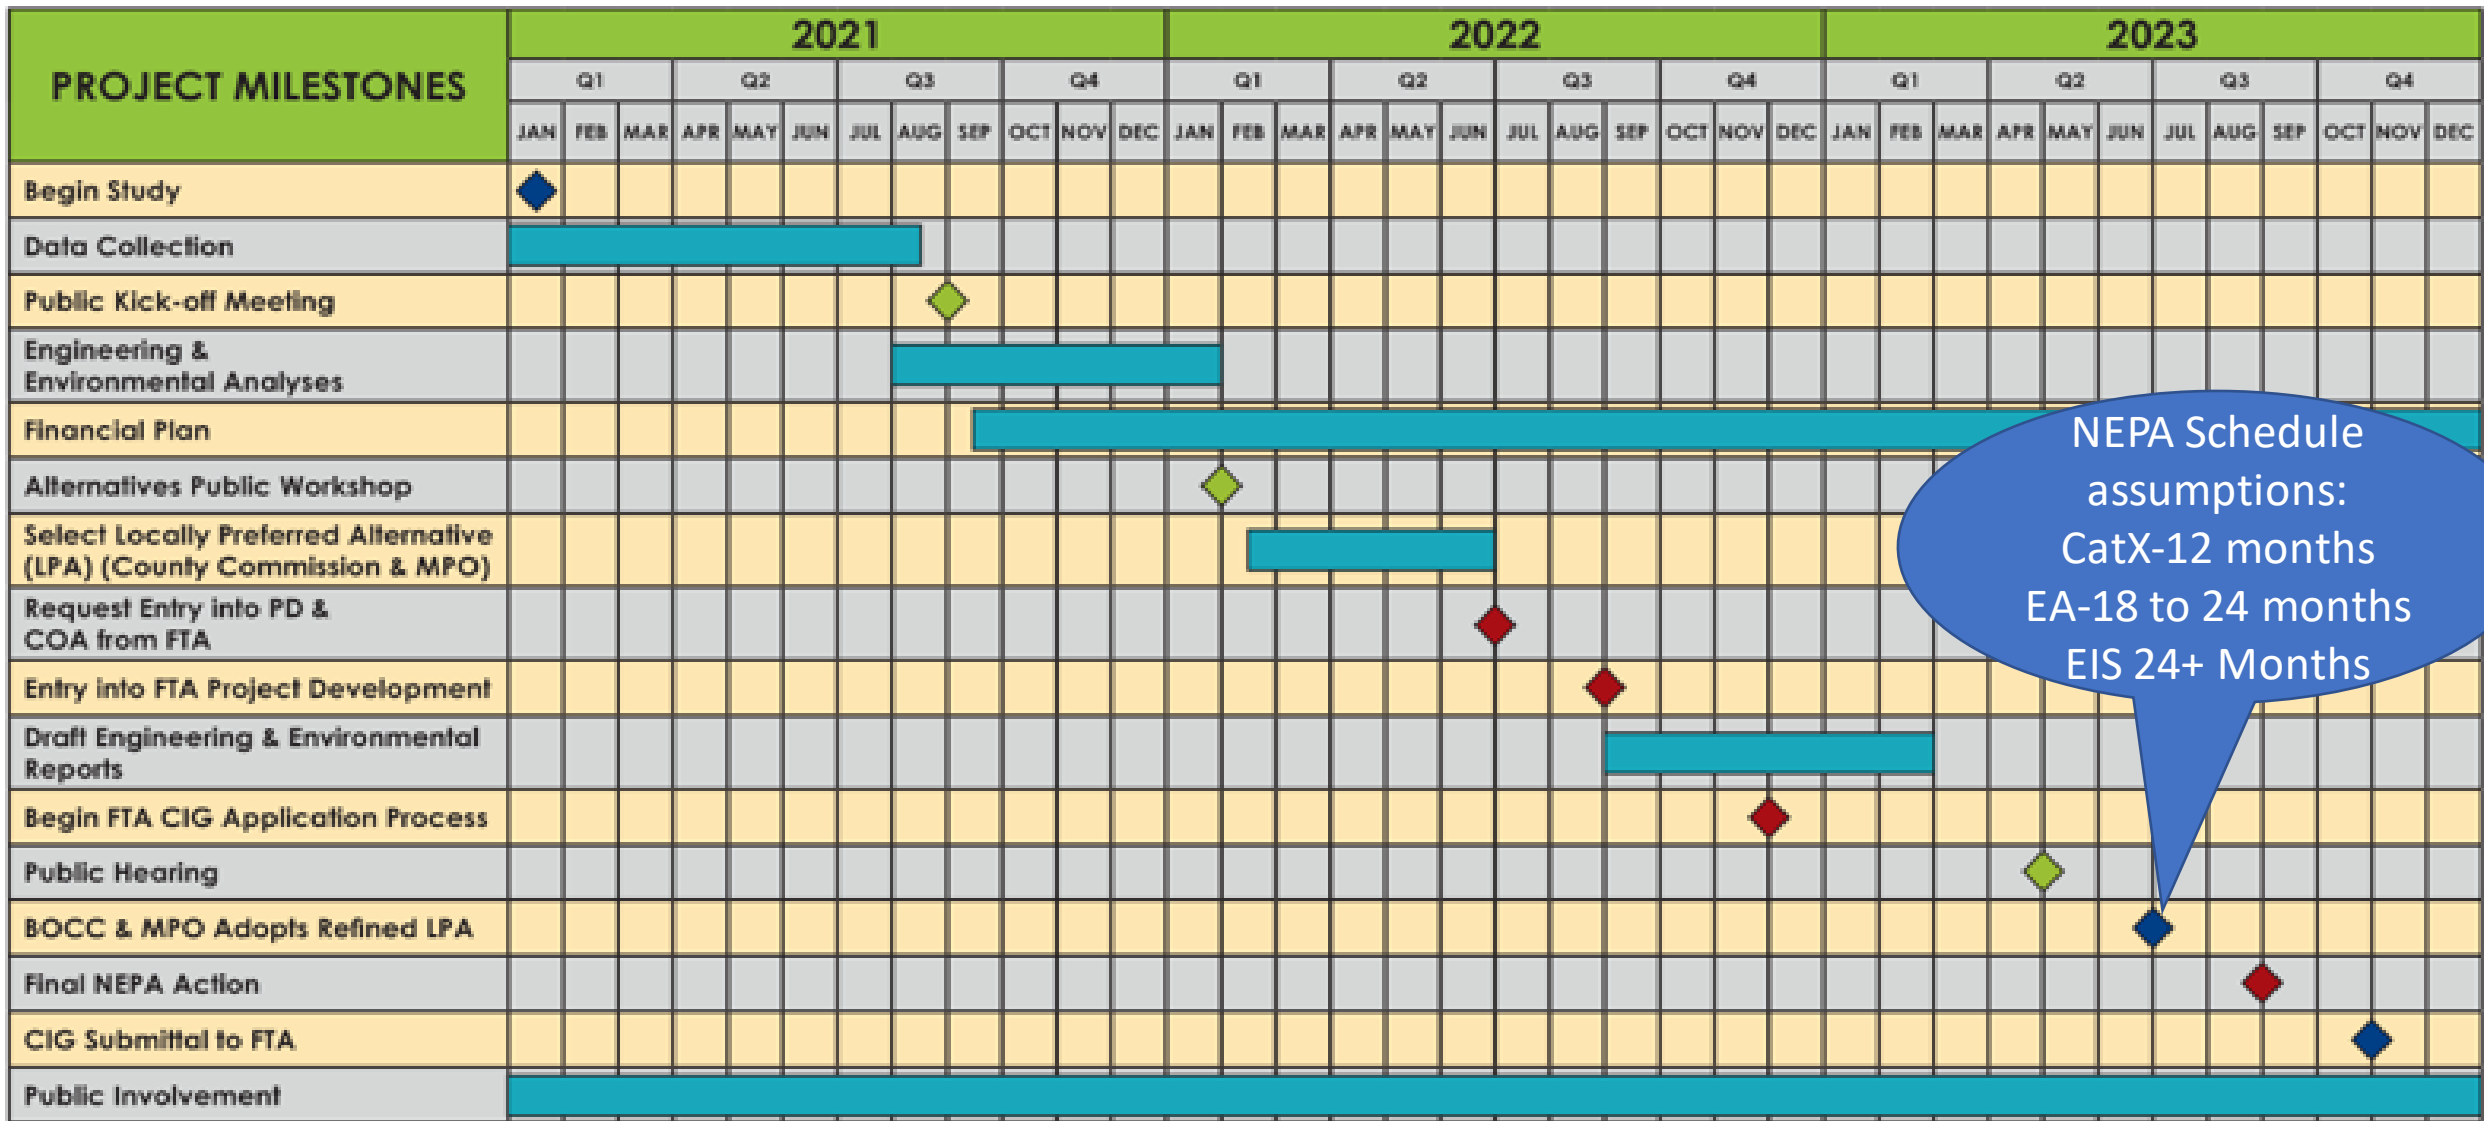 PROJECT MILESTONES
2021 2022 2023
Q1 Q2 Q3 Q4 Q1 Q2 Q3 Q4 Q1 Q2 Q3 Q4
JAN FEB MAR APR MAY JUN JUL AUG SEP OCT NOV DEC JAN FEB MAR APR MAY JUN JUL AUG SEP OCT NOV DEC JAN FEB MAR APR MAY JUN JUL AUG SEP OCT NOV DEC
Begin Study
Data Collection
Public Kick-off Meeting
Engineering &
Environmental Analyses
Financial Plan
Alternatives Public Workshop
Select Locally Preferred Alternative
(LPA) (County Commission & MPO)
Request Entry into PD &
COA from FTA
Entry into FTA Project Development
Draft Engineering & Environmental
Reports
Begin FTA CIG Application Process
Public Hearing
BOCC & MPO Adopts Refined LPA
Final NEPA Action
CIG Submittal to FTA
Public Involvement
NEPA Schedule
assumptions:
CatX-12 months
EA-18 to 24 months
EIS 24+ Months